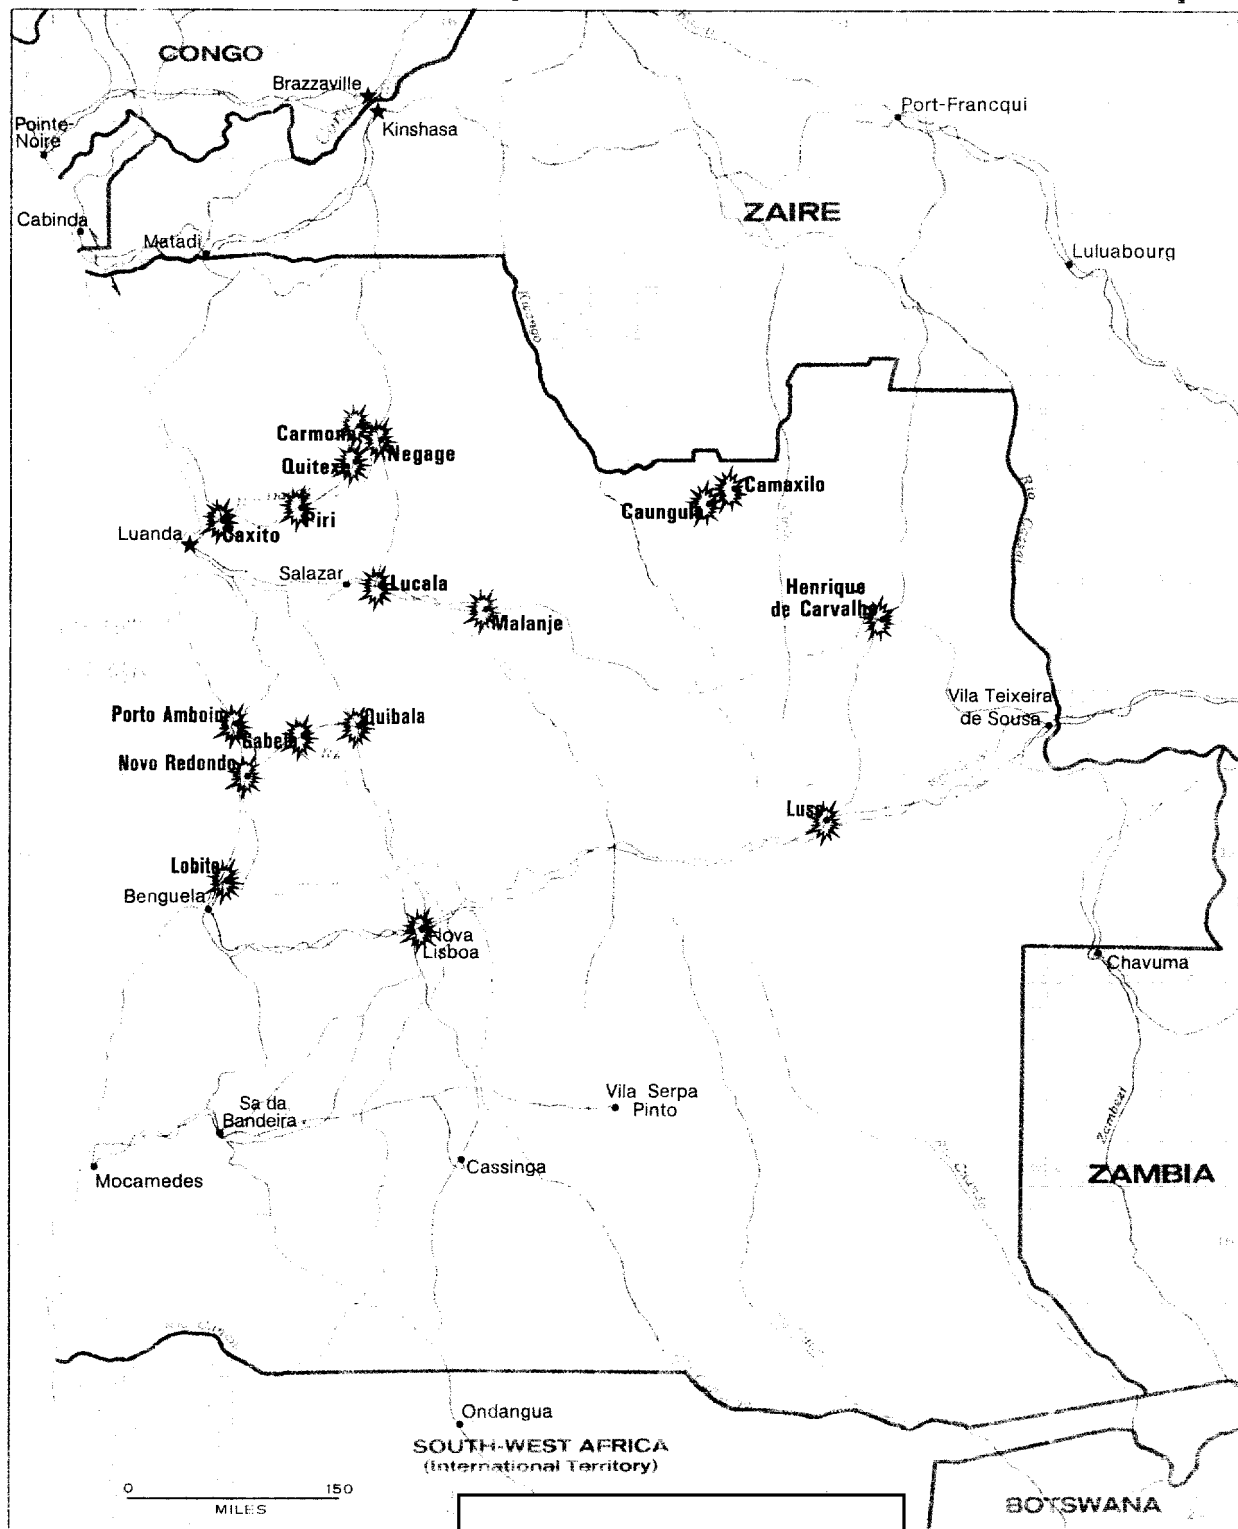 CONGO
Brazzaville
Kinshasa
Port-Francqui
Pointe-
Noire
ZAIRE
Cabinda
Matadi
Luluabourg
Carmona
Negage
Quitexe
Camaxilo
Caungula
Piri
Caxito
Luanda
Rio
Salazar
Lucala
Henrique
de Carvalho
Malanje
Vila Teixeira
de Sousa
Porto Amboim
Quibala
Gabela
Novo Redondo
Luso
Lobito
Benguela
Nova
Lisboa
Chavuma
Vila Serpa
Pinto
Sa da
Bandeira
Zambezi
Cassinga
Mocamedes
ZAMBIA
Ondangua
SOUTH-WEST AFRICA
(International Territory)
0 150
MILES
BOTSWANA